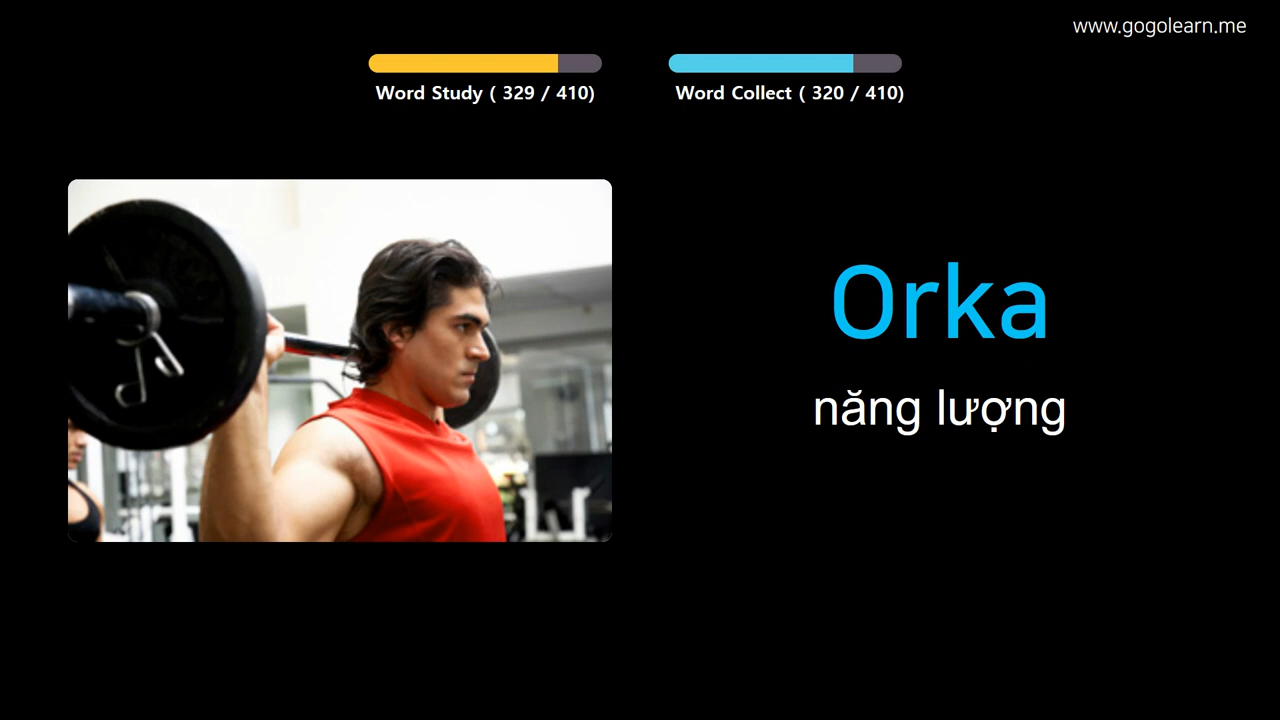 www.gogolearn.me
Word Study ( 329 / 410)
Word Collect ( 320 / 410)
Orka
năng lượng